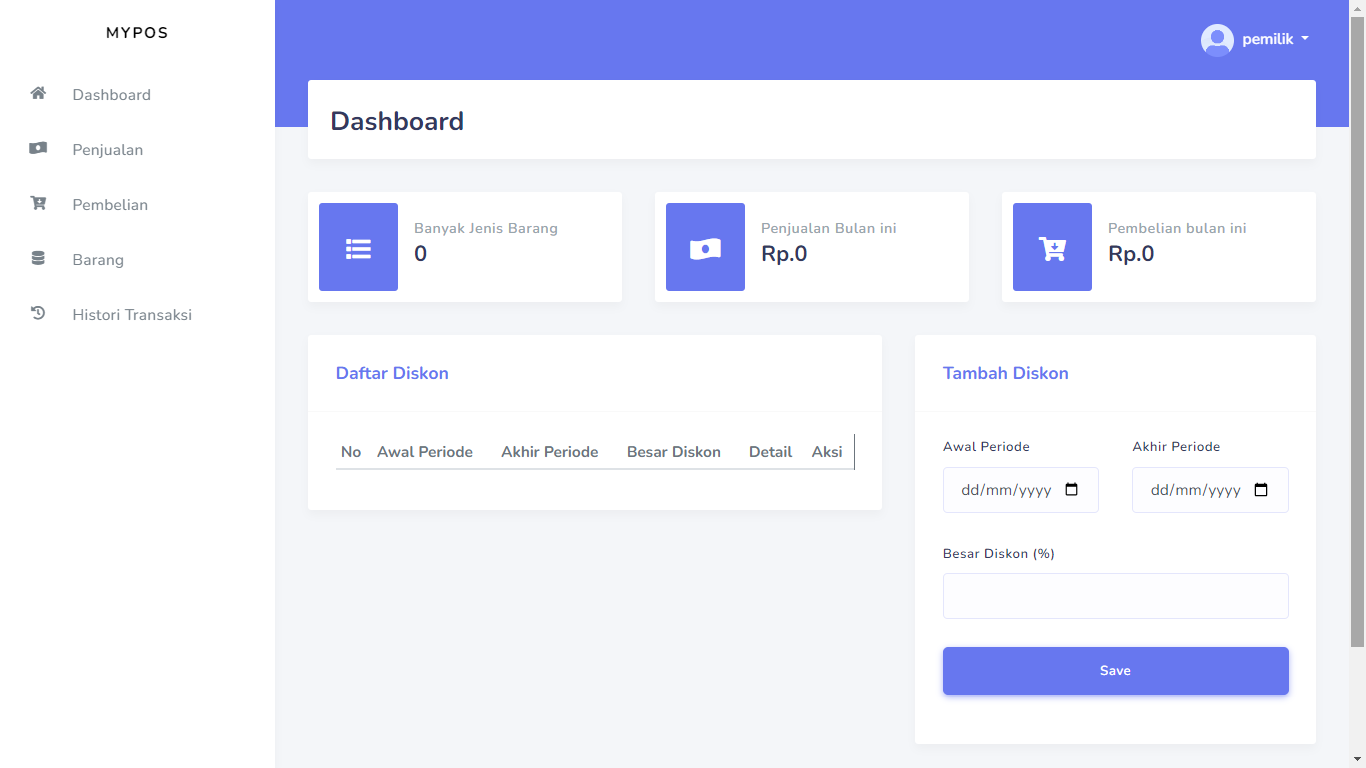 MYPOS
pemilik
Dashboard
Penjualan
Pembelian
Barang
Histori Transaksi
Dashboard
Banyak Jenis Barang
0
Penjualan Bulan ini
Rp.0
Pembelian bulan ini
Rp.0
Daftar Diskon
No Awal Periode Akhir Periode Besar Diskon Detail Aksi
Tambah Diskon
Awal Periode Akhir Periode
dd/mm/yyyy dd/mm/yyyy
Besar Diskon (%)
Save